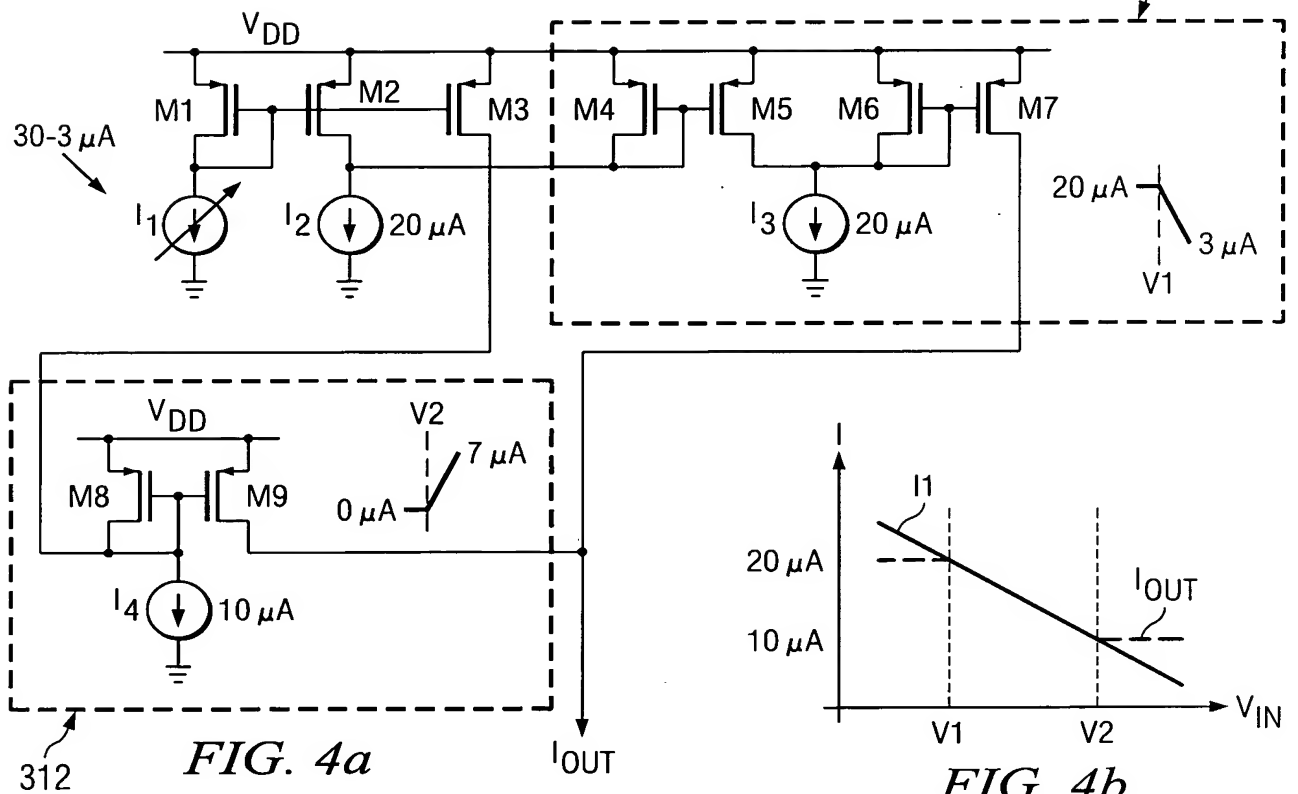 V_DD
M1
M2
M3
M4
M5
M6
M7
30-3 μA
I_1
I_2
20 μA
I_3
20 μA
20 μA
3 μA
V1
V_DD
V2
7 μA
M8
M9
0 μA
I_4
10 μA
I
I1
20 μA
I_OUT
10 μA
V_IN
V1
V2
312
FIG. 4a
I_OUT